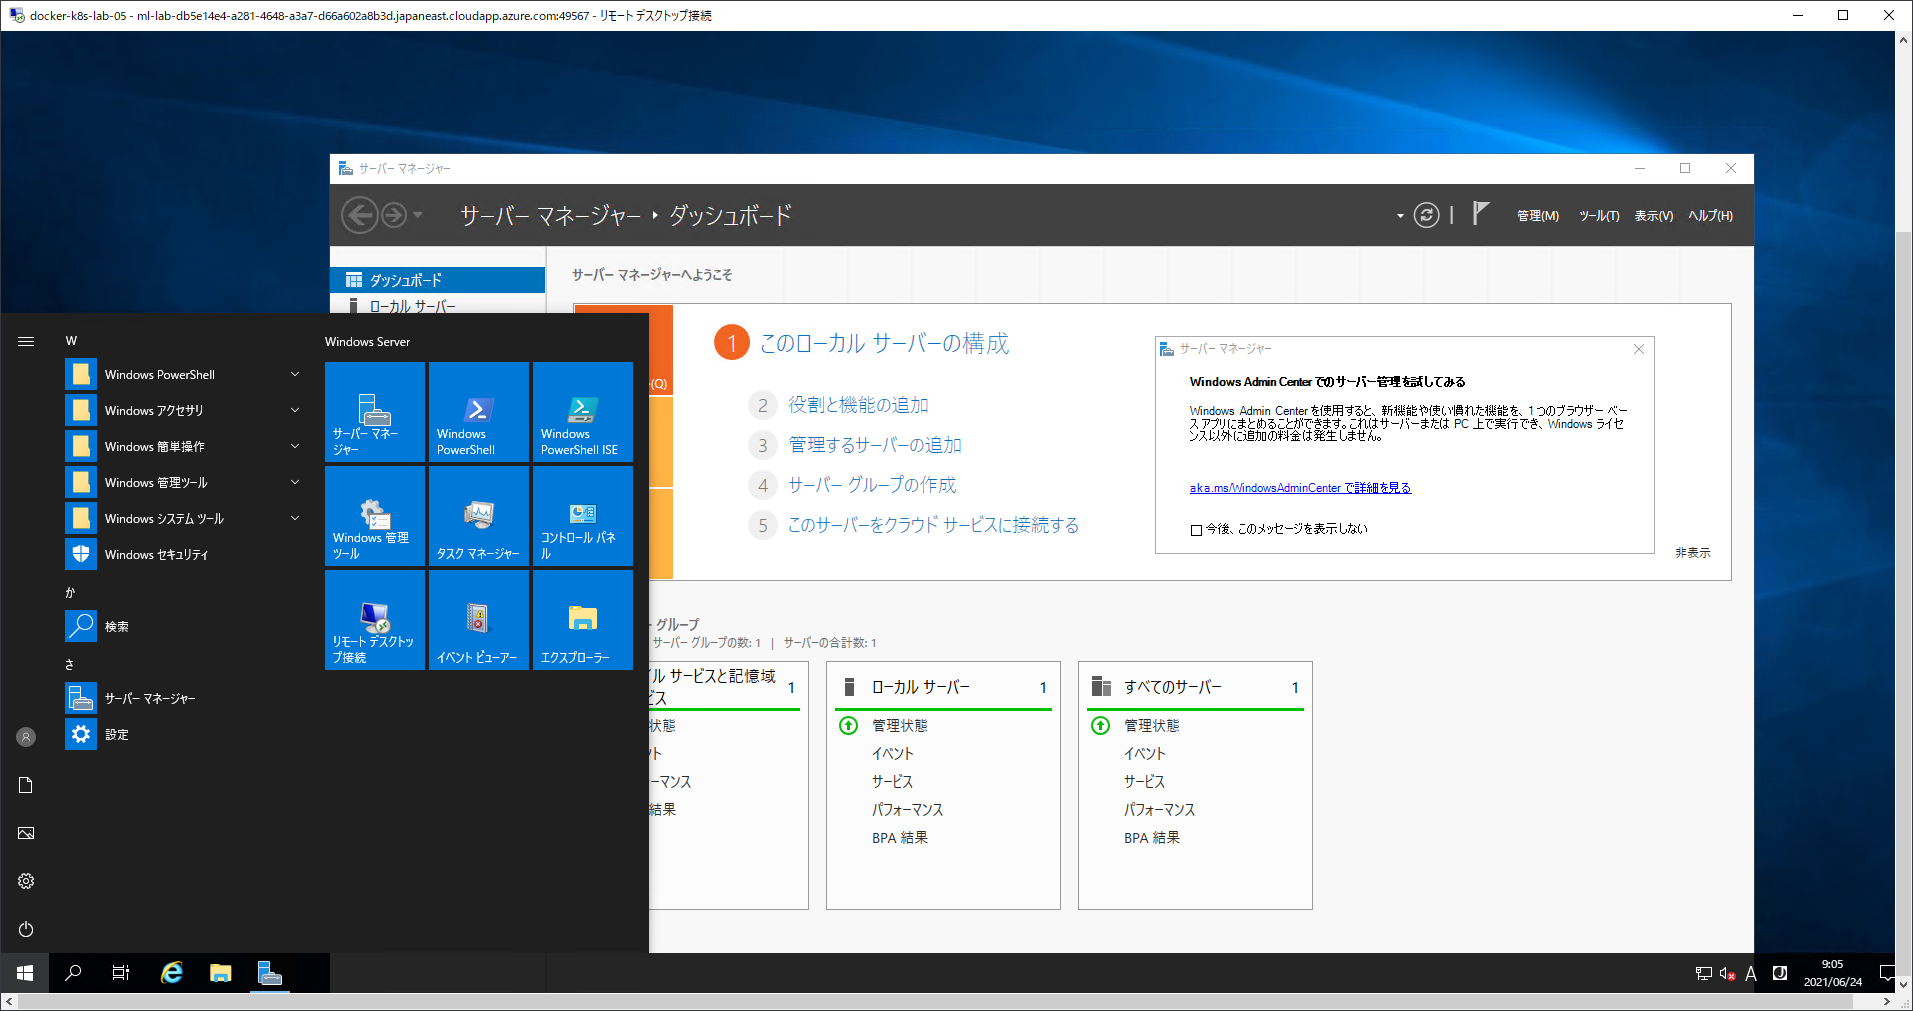 docker-k8s-lab-05 - ml-lab-db5e14e4-a281-4648-a3a7-d66a602a8b3d.japaneast.cloudapp.azure.com:49567 - リモート デスクトップ接続
サーバー マネージャー
サーバー マネージャー ・ ダッシュボード
管理(M) ツール(T) 表示(V) ヘルプ(H)
ダッシュボード
ローカル サーバー
サーバー マネージャーへようこそ
(Q)
1 このローカル サーバーの構成
2 役割と機能の追加
3 管理するサーバーの追加
4 サーバー グループの作成
5 このサーバーをクラウド サービスに接続する
サーバー マネージャー
Windows Admin Center でのサーバー管理を試してみる
Windows Admin Center を使用すると、新機能や使い慣れた機能を、1 つのブラウザー ベー
ス アプリにまとめることができます。これはサーバーまたは PC 上で実行でき、Windows ライセ
ンス以外に追加の料金は発生しません。
aka.ms/WindowsAdminCenter で詳細を見る
今後、このメッセージを表示しない
非表示
W
Windows PowerShell
Windows アクセサリ
Windows 簡単操作
Windows 管理ツール
Windows システム ツール
Windows セキュリティ
か
検索
さ
サーバー マネージャー
設定
Windows Server
サーバー マネー
ジャー
Windows
PowerShell
Windows
PowerShell ISE
Windows 管理
ツール
タスク マネージャー
コントロール パネ
ル
リモート デスクトッ
プ接続
イベント ビューアー
エクスプローラー
グループ
サーバー グループの数: 1 | サーバーの合計数: 1
ル サービスと記憶域
ビス
1
状態
ント
ーマンス
結果
ローカル サーバー 1
管理状態
イベント
サービス
パフォーマンス
BPA 結果
すべてのサーバー 1
管理状態
イベント
サービス
パフォーマンス
BPA 結果
A
9:05
2021/06/24